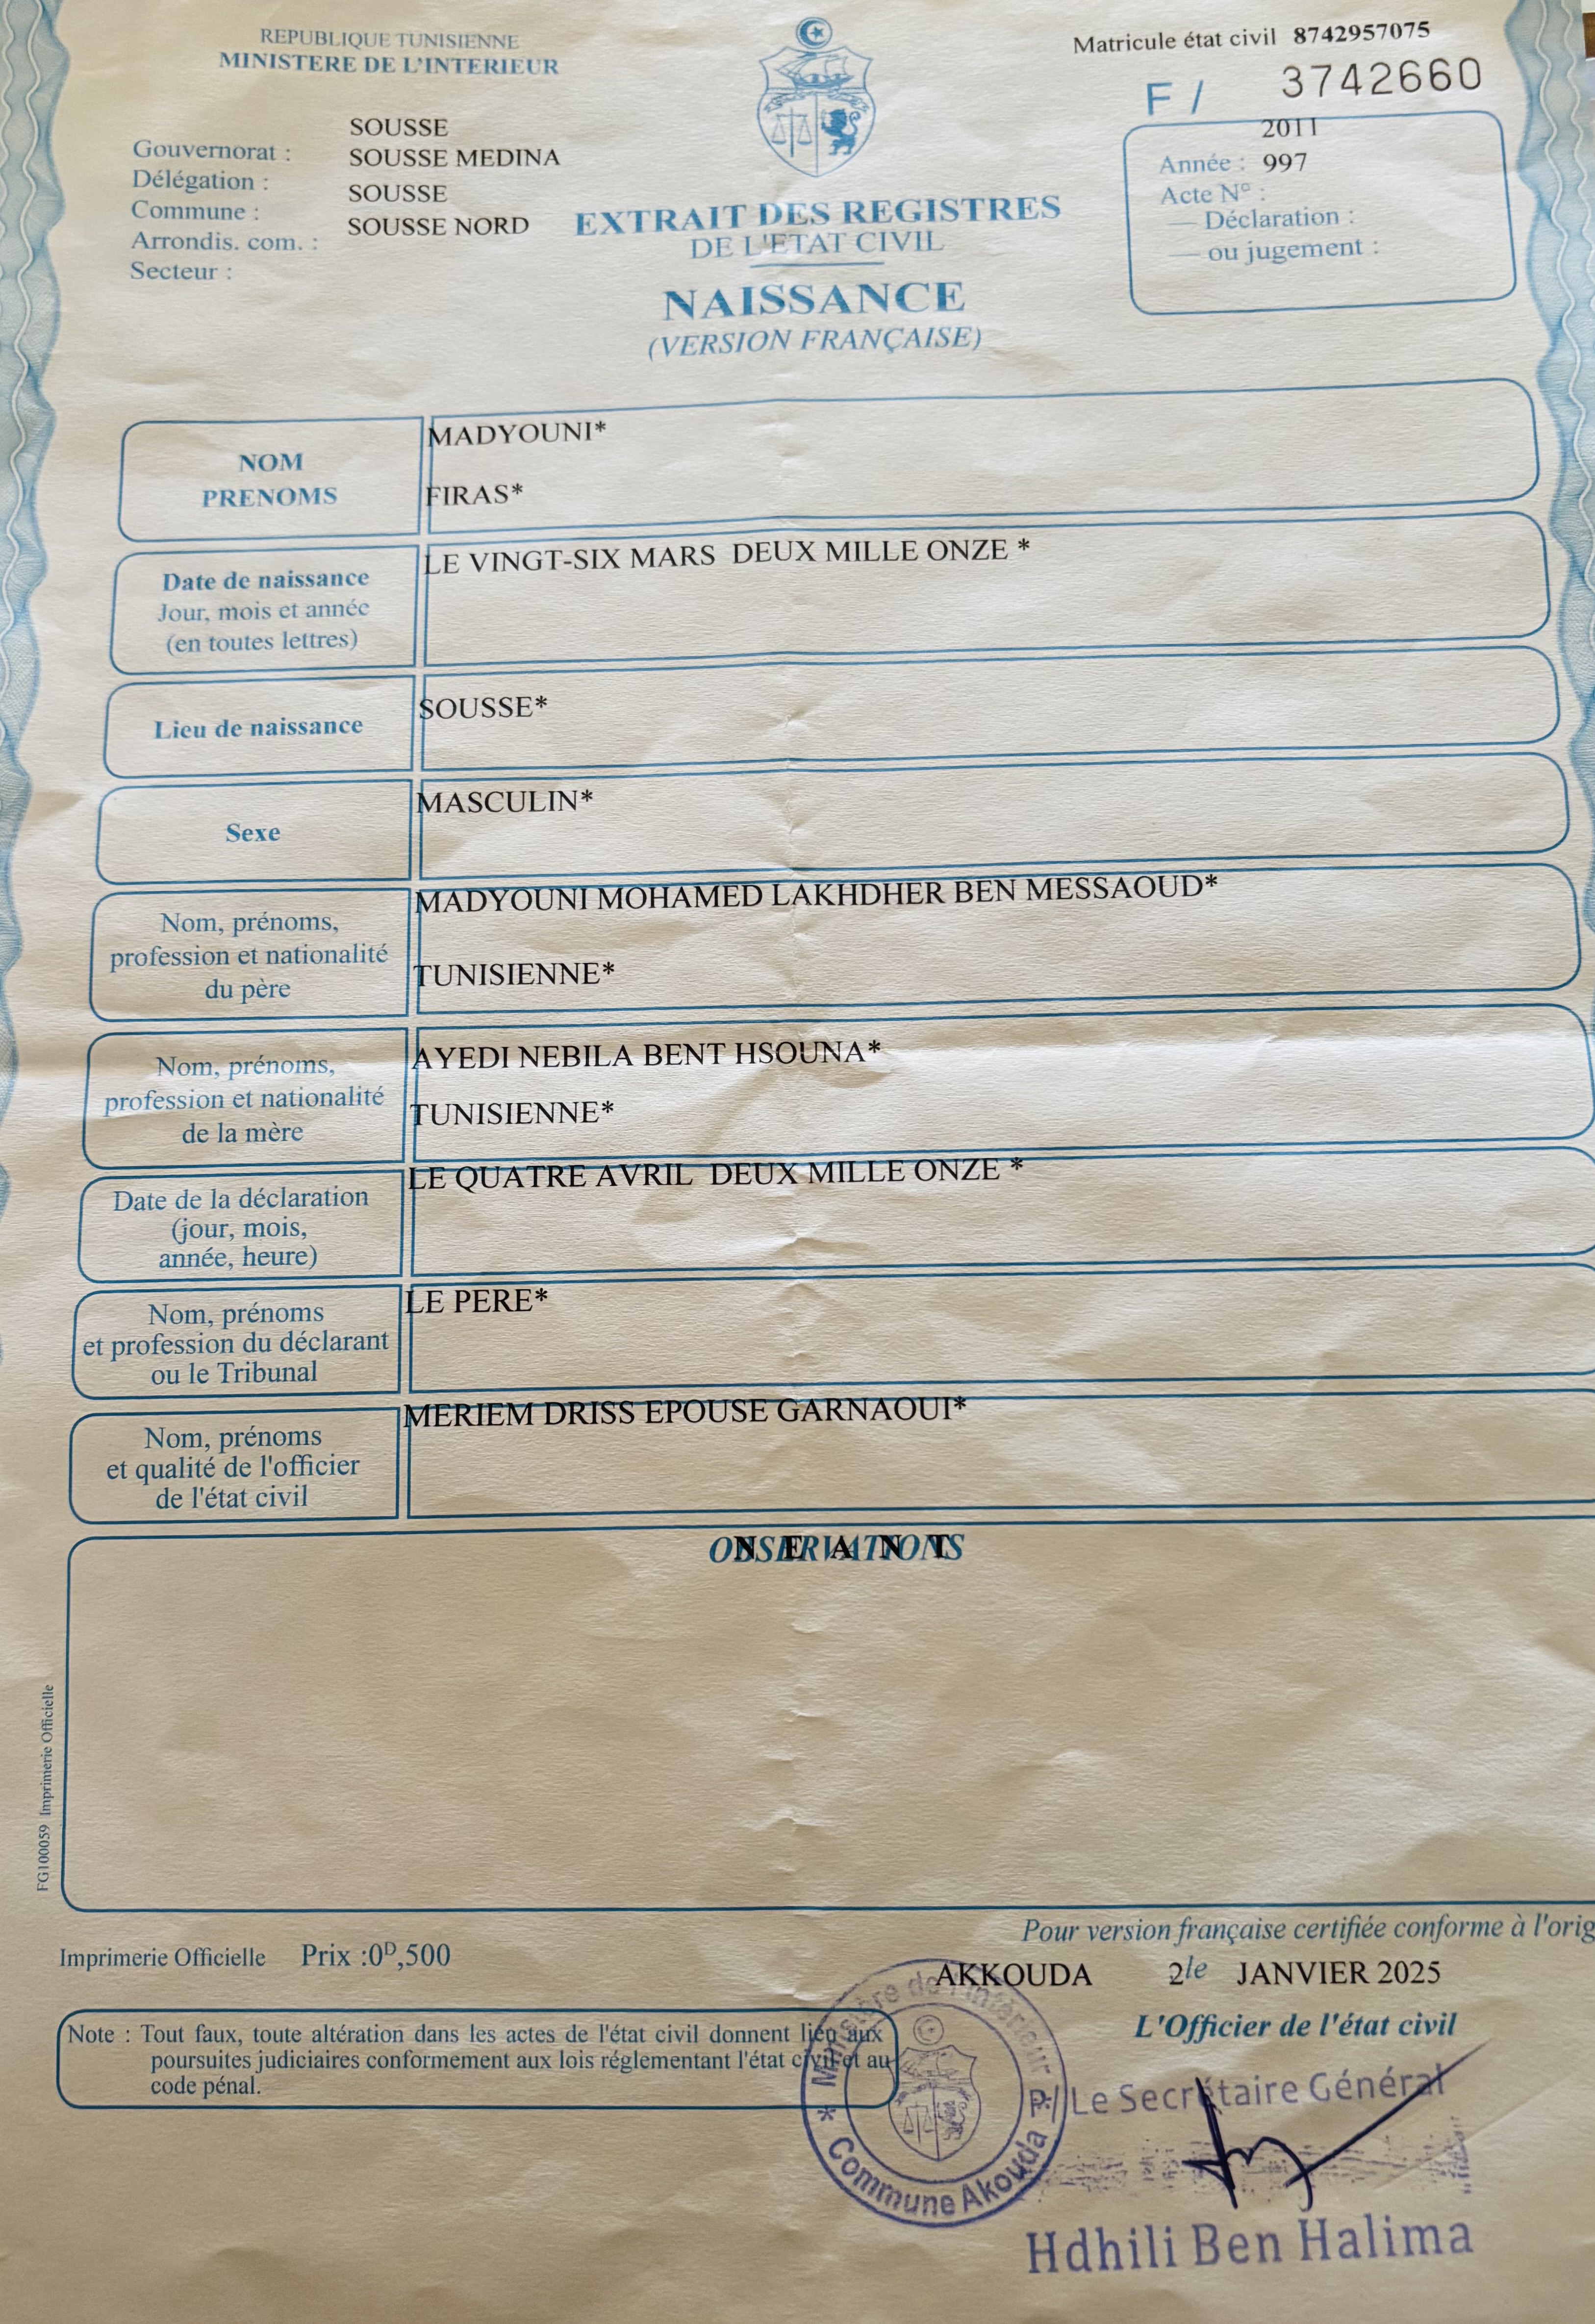 REPUBLIQUE TUNISIENNE
MINISTERE DE L'INTERIEUR
Matricule état civil 8742957075
F / 3742660
SOUSSE
Gouvernorat :
SOUSSE MEDINA
Délégation :
SOUSSE
Commune :
SOUSSE NORD
Arrondis. com. :
Secteur :
EXTRAIT DES REGISTRES
DE L'ETAT CIVIL
NAISSANCE
(VERSION FRANÇAISE)
2011
Année : 997
Acte N° :
— Déclaration :
— ou jugement :
NOM
PRENOMS
MADYOUNI*
FIRAS*
Date de naissance
Jour, mois et année
(en toutes lettres)
LE VINGT-SIX MARS DEUX MILLE ONZE *
Lieu de naissance
SOUSSE*
Sexe
MASCULIN*
Nom, prénoms,
profession et nationalité
du père
MADYOUNI MOHAMED LAKHDHER BEN MESSAOUD*
TUNISIENNE*
Nom, prénoms,
profession et nationalité
de la mère
AYEDI NEBILA BENT HSOUNA*
TUNISIENNE*
Date de la déclaration
(jour, mois,
année, heure)
LE QUATRE AVRIL DEUX MILLE ONZE *
Nom, prénoms
et profession du déclarant
ou le Tribunal
LE PERE*
Nom, prénoms
et qualité de l'officier
de l'état civil
MERIEM DRISS EPOUSE GARNAOUI*
OBSERVATIONS
N E A N T
FG100059 Imprimerie Officielle
Pour version française certifiée conforme à l'orig
Imprimerie Officielle Prix :0ᴰ,500
AKKOUDA 2 le JANVIER 2025
L'Officier de l'état civil
Note : Tout faux, toute altération dans les actes de l'état civil donnent lieu aux
poursuites judiciaires conformement aux lois réglementant l'état civil et au
code pénal.
* Ministère de l'Intérieur *
Commune Akouda
P/ Le Secrétaire Général
Hdhili Ben Halima